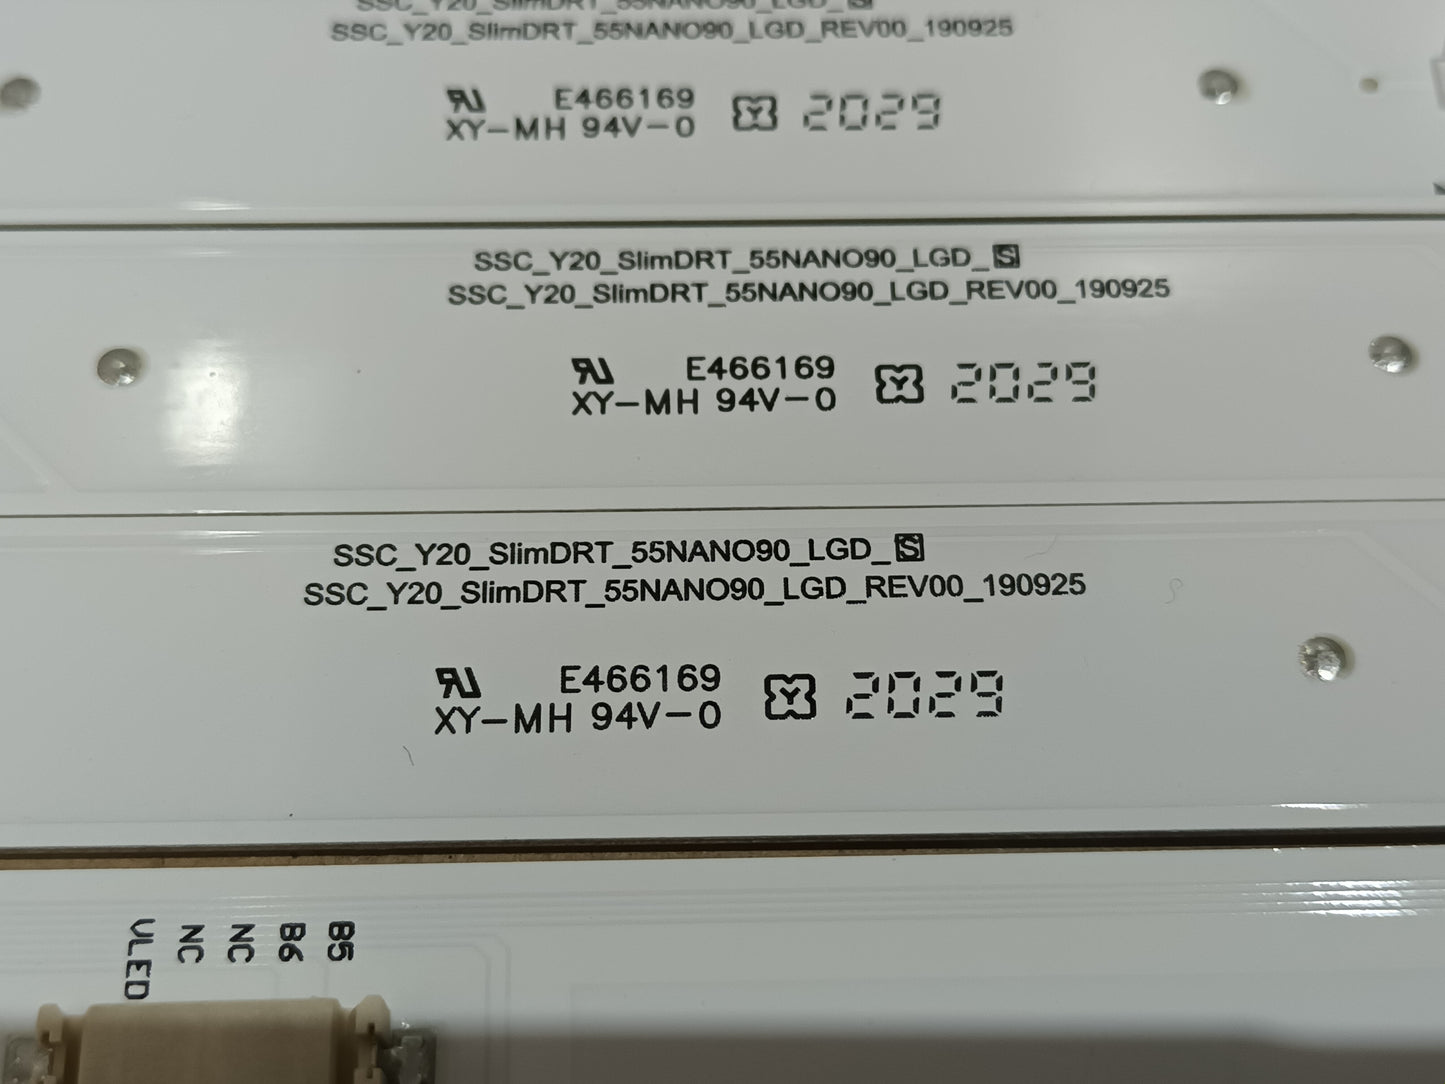 SSC_Y20_SlimDRT_55NANO90_LGD_S
SSC_Y20_SlimDRT_55NANO90_LGD_REV00_190925
E466169
XY-MH 94V-0
2029
SSC_Y20_SlimDRT_55NANO90_LGD_S
SSC_Y20_SlimDRT_55NANO90_LGD_REV00_190925
E466169
XY-MH 94V-0
Y
2029
SSC_Y20_SlimDRT_55NANO90_LGD_S
SSC_Y20_SlimDRT_55NANO90_LGD_REV00_190925
E466169
XY-MH 94V-0
Y
2029
VLED
NC
NC
B6
B5